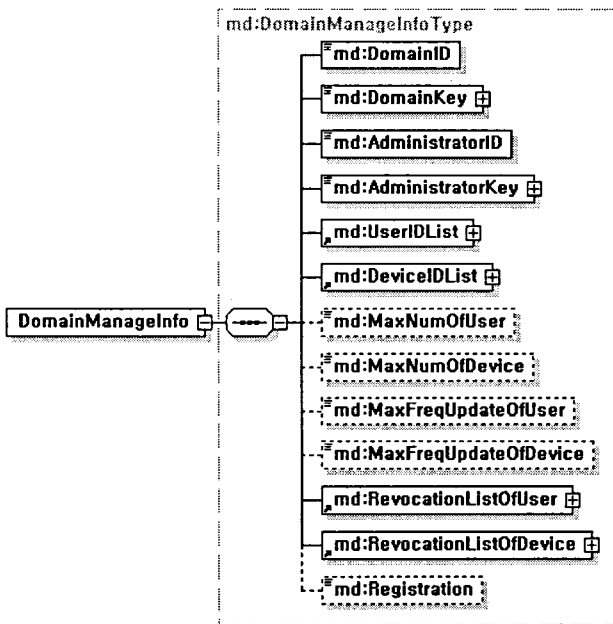 md:DomainManageInfoType
md:DomainID
md:DomainKey
md:AdministratorID
md:AdministratorKey
md:UserIDList
md:DeviceIDList
DomainManageInfo
md:MaxNumOfUser
md:MaxNumOfDevice
md:MaxFreqUpdateOfUser
md:MaxFreqUpdateOfDevice
md:RevocationListOfUser
md:RevocationListOfDevice
md:Registration